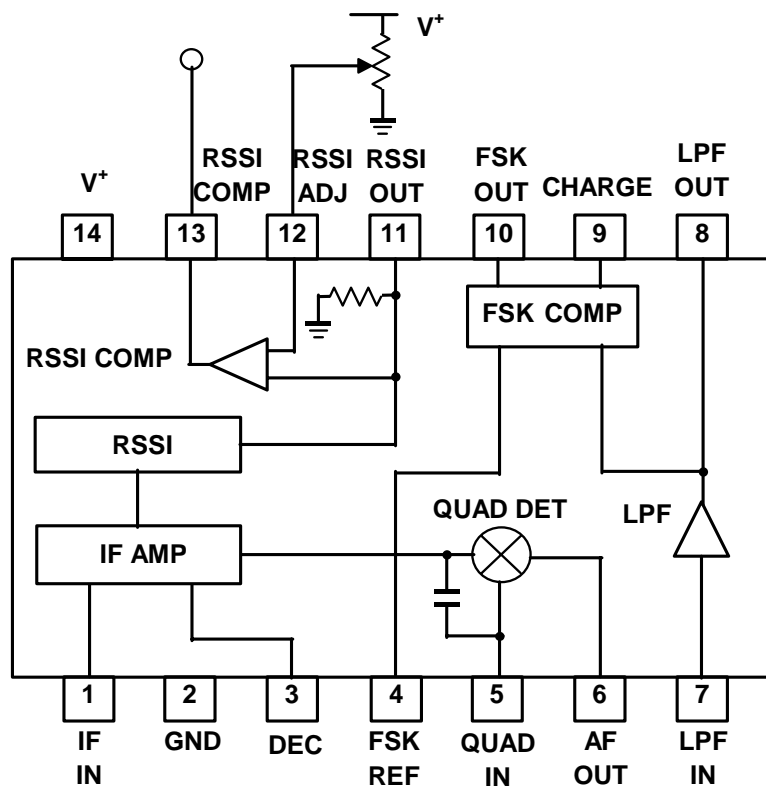 V+
V+
RSSI
COMP
RSSI
ADJ
RSSI
OUT
FSK
OUT
CHARGE
LPF
OUT
14
13
12
11
10
9
8
FSK COMP
RSSI COMP
RSSI
QUAD DET
LPF
IF AMP
1
2
3
4
5
6
7
IF
IN
GND
DEC
FSK
REF
QUAD
IN
AF
OUT
LPF
IN